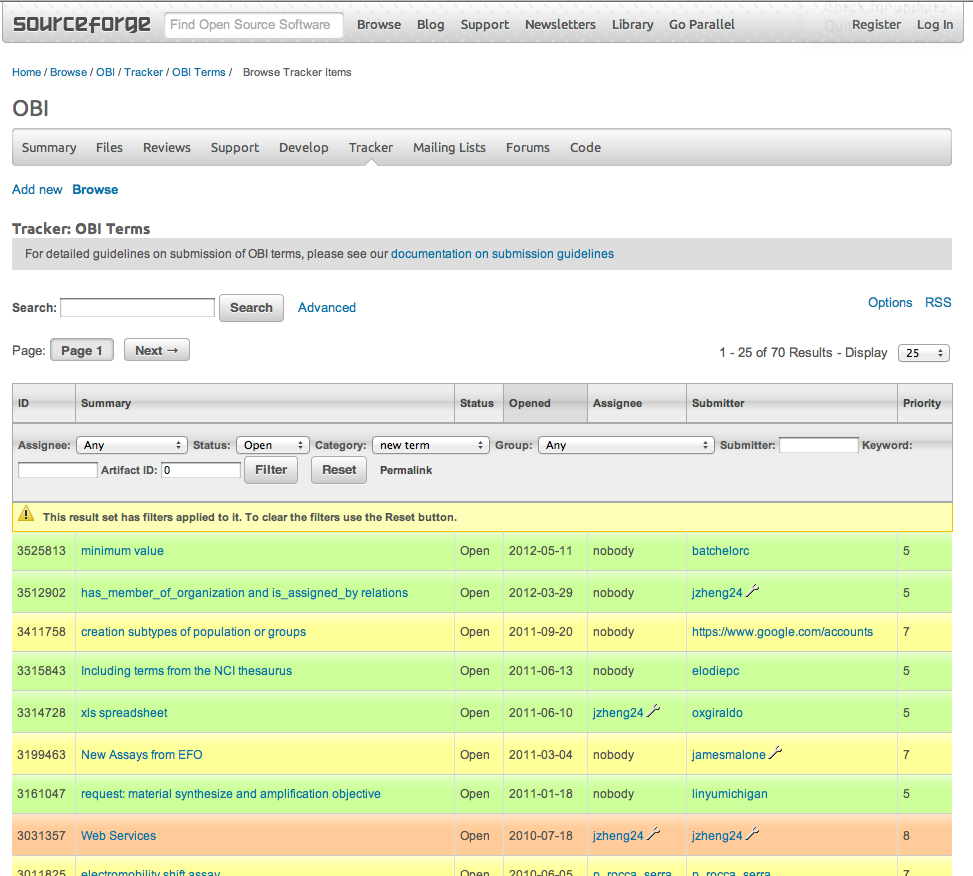 Check for updates
sourceforge Find Open Source Software Browse Blog Support Newsletters Library Go Parallel Quit Register Log In
Home / Browse / OBI / Tracker / OBI Terms / Browse Tracker Items
OBI
Summary Files Reviews Support Develop Tracker Mailing Lists Forums Code
Add new Browse
Tracker: OBI Terms
For detailed guidelines on submission of OBI terms, please see our documentation on submission guidelines
Options RSS
Search: Search Advanced
Page: Page 1 Next → 1 - 25 of 70 Results - Display 25
ID Summary Status Opened Assignee Submitter Priority
Assignee: Any Status: Open Category: new term Group: Any Submitter: Keyword:
Artifact ID: 0 Filter Reset Permalink
This result set has filters applied to it. To clear the filters use the Reset button.
3525813 minimum value Open 2012-05-11 nobody batchelorc 5
3512902 has_member_of_organization and is_assigned_by relations Open 2012-03-29 nobody jzheng24 5
3411758 creation subtypes of population or groups Open 2011-09-20 nobody https://www.google.com/accounts 7
3315843 Including terms from the NCI thesaurus Open 2011-06-13 nobody elodiepc 5
3314728 xls spreadsheet Open 2011-06-10 jzheng24 oxgiraldo 5
3199463 New Assays from EFO Open 2011-03-04 nobody jamesmalone 7
3161047 request: material synthesize and amplification objective Open 2011-01-18 nobody linyumichigan 5
3031357 Web Services Open 2010-07-18 jzheng24 jzheng24 8
3011825 electromobility shift assay Open 2010-06-05 p_rocca_serra p_rocca_serra 7